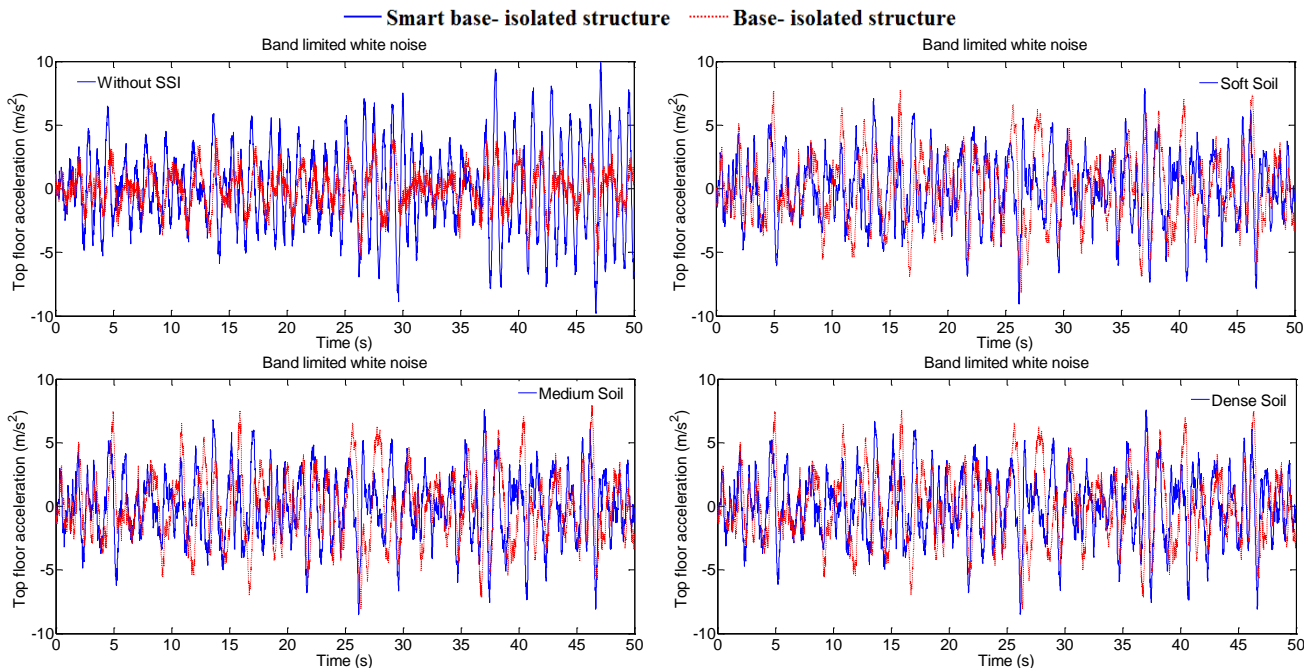 Smart base- isolated structure Base- isolated structure
Band limited white noise
Without SSI
Top floor acceleration (m/s²)
10
5
0
-5
-10
0 5 10 15 20 25 30 35 40 45 50
Time (s)
Band limited white noise
Soft Soil
Top floor acceleration (m/s²)
10
5
0
-5
-10
0 5 10 15 20 25 30 35 40 45 50
Time (s)
Band limited white noise
Medium Soil
Top floor acceleration (m/s²)
10
5
0
-5
-10
0 5 10 15 20 25 30 35 40 45 50
Time (s)
Band limited white noise
Dense Soil
Top floor acceleration (m/s²)
10
5
0
-5
-10
0 5 10 15 20 25 30 35 40 45 50
Time (s)